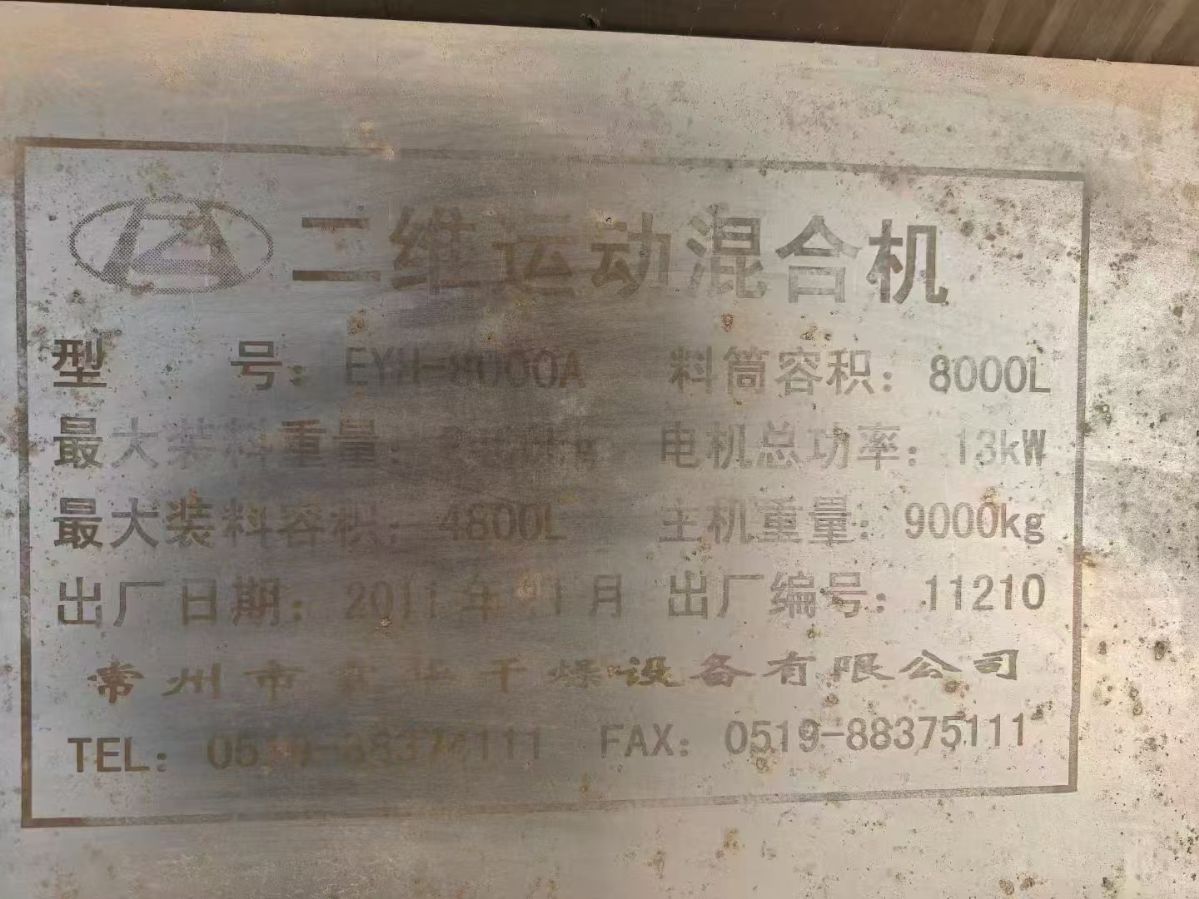 二维运动混合机
型 号：EYH-8000A 料筒容积：8000L
最大装料重量： kg 电机总功率：13kW
最大装料容积：4800L 主机重量：9000kg
出厂日期：2011年 月 出厂编号：11210
常州市 干燥设备有限公司
TEL：0519-88374111 FAX：0519-88375111